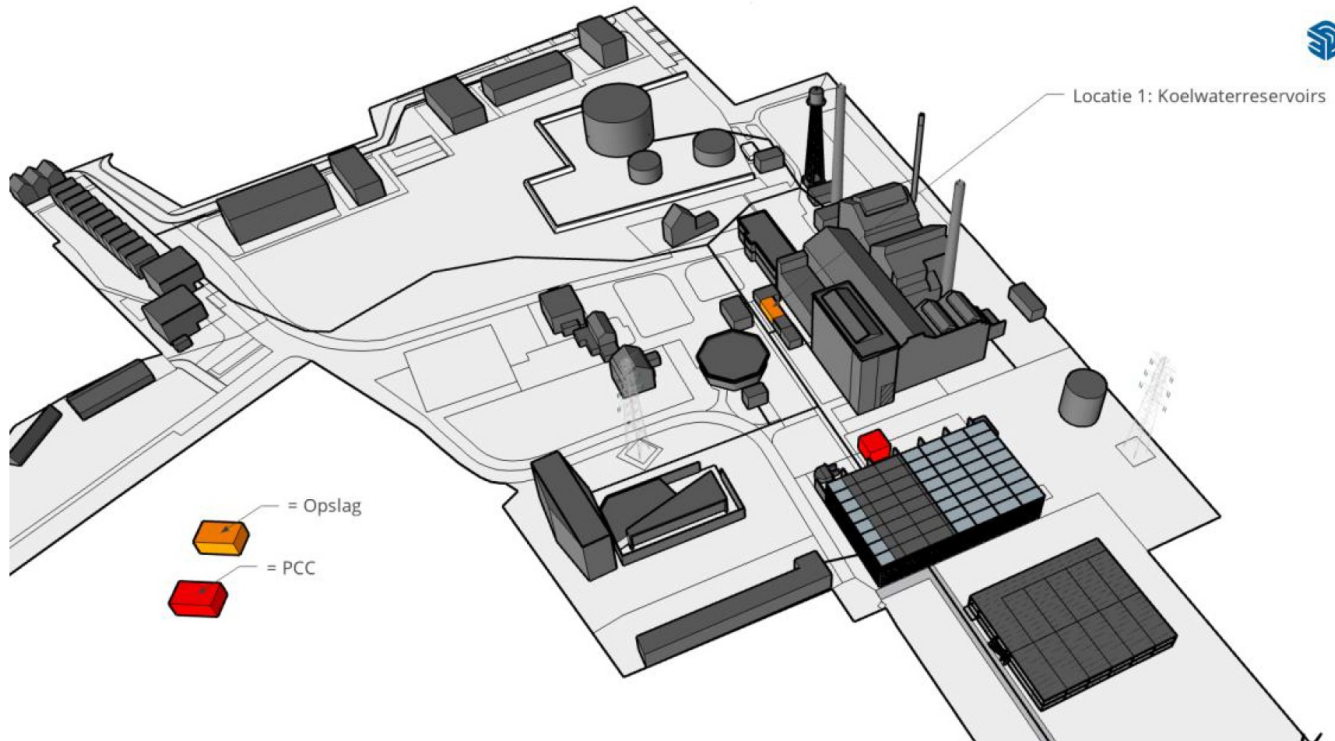 Locatie 1: Koelwaterreservoirs
= Opslag
= PCC